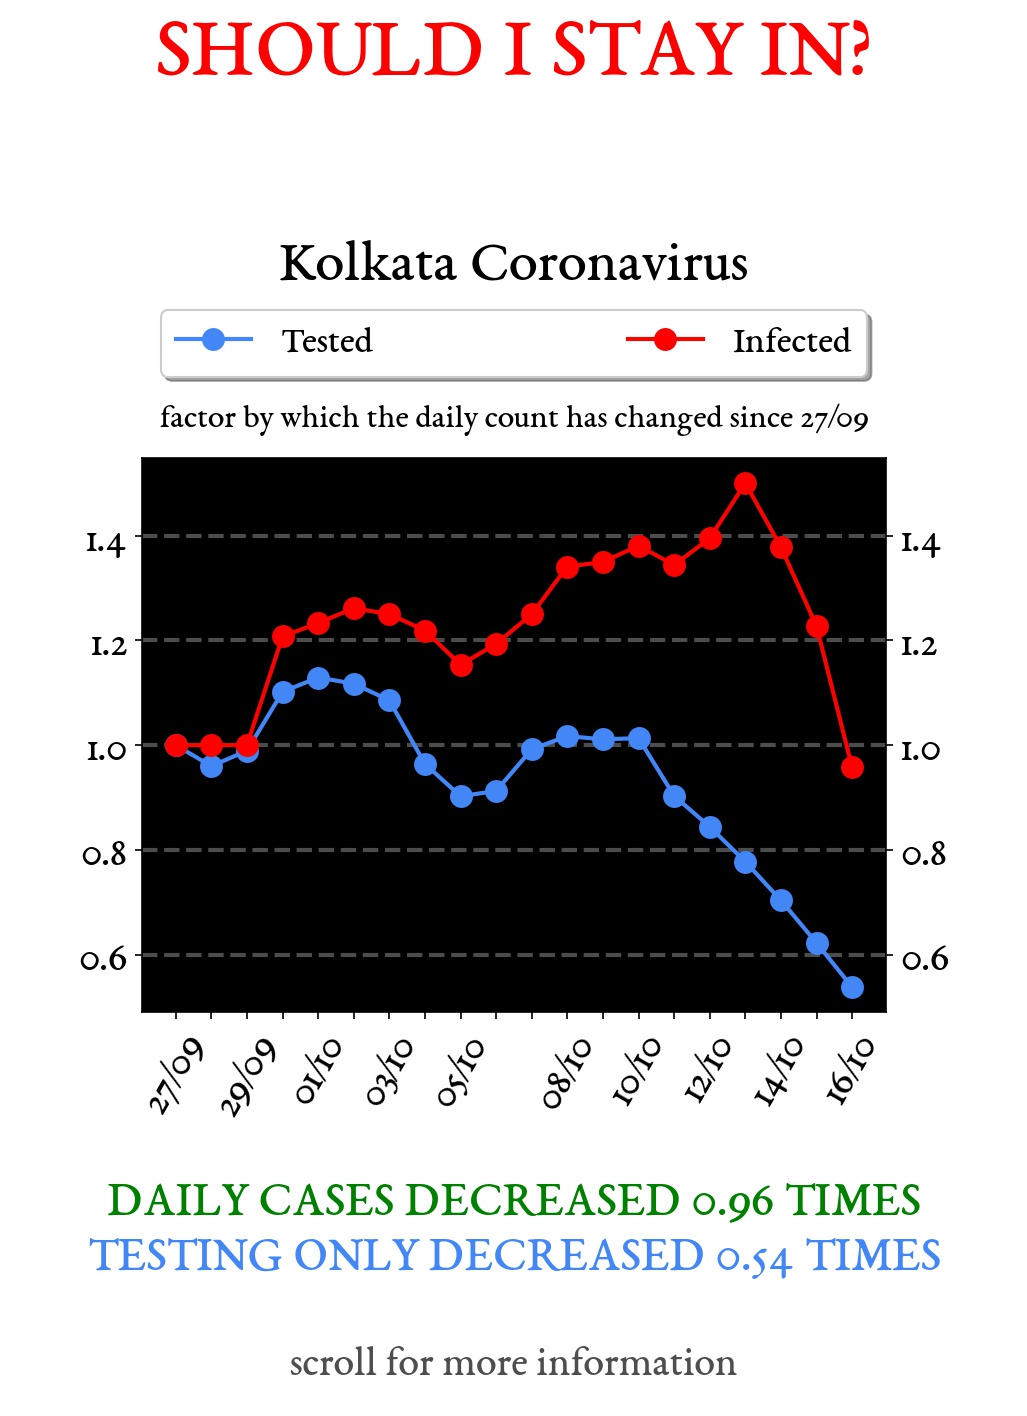 SHOULD I STAY IN?
Kolkata Coronavirus
Tested Infected
factor by which the daily count has changed since 27/09
1.4 1.4
1.2 1.2
1.0 1.0
0.8 0.8
0.6 0.6
27/09 29/09 01/10 03/10 05/10 08/10 10/10 12/10 14/10 16/10
DAILY CASES DECREASED 0.96 TIMES
TESTING ONLY DECREASED 0.54 TIMES
scroll for more information